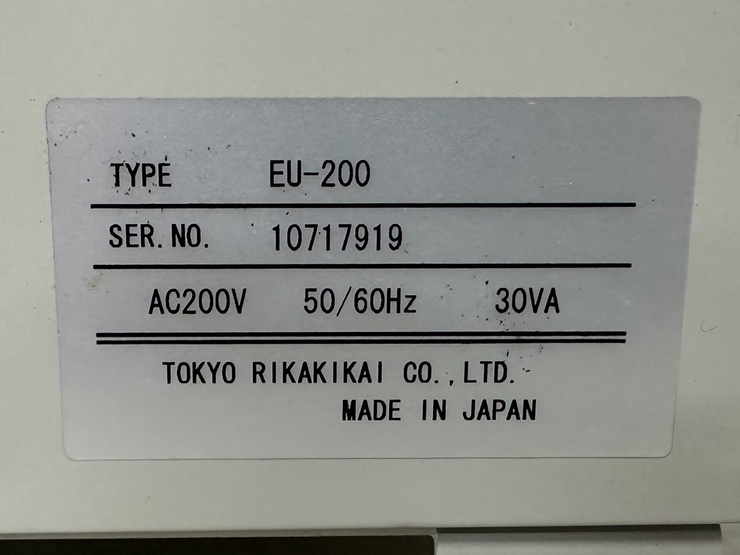 TYPE EU-200
SER. NO. 10717919
AC200V 50/60Hz 30VA
TOKYO RIKAKIKAI CO., LTD.
MADE IN JAPAN